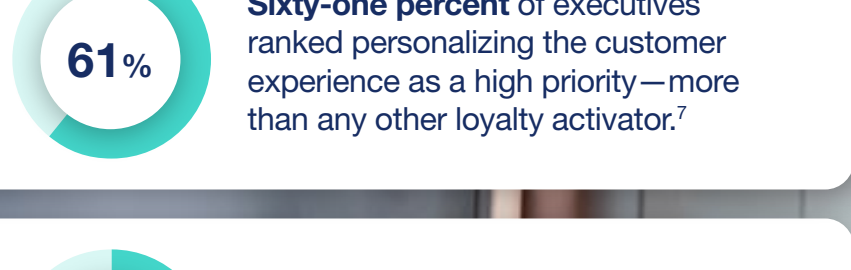 Sixty-one percent of executives
61%
ranked personalizing the customer
experience as a high priority—more
than any other loyalty activator.7